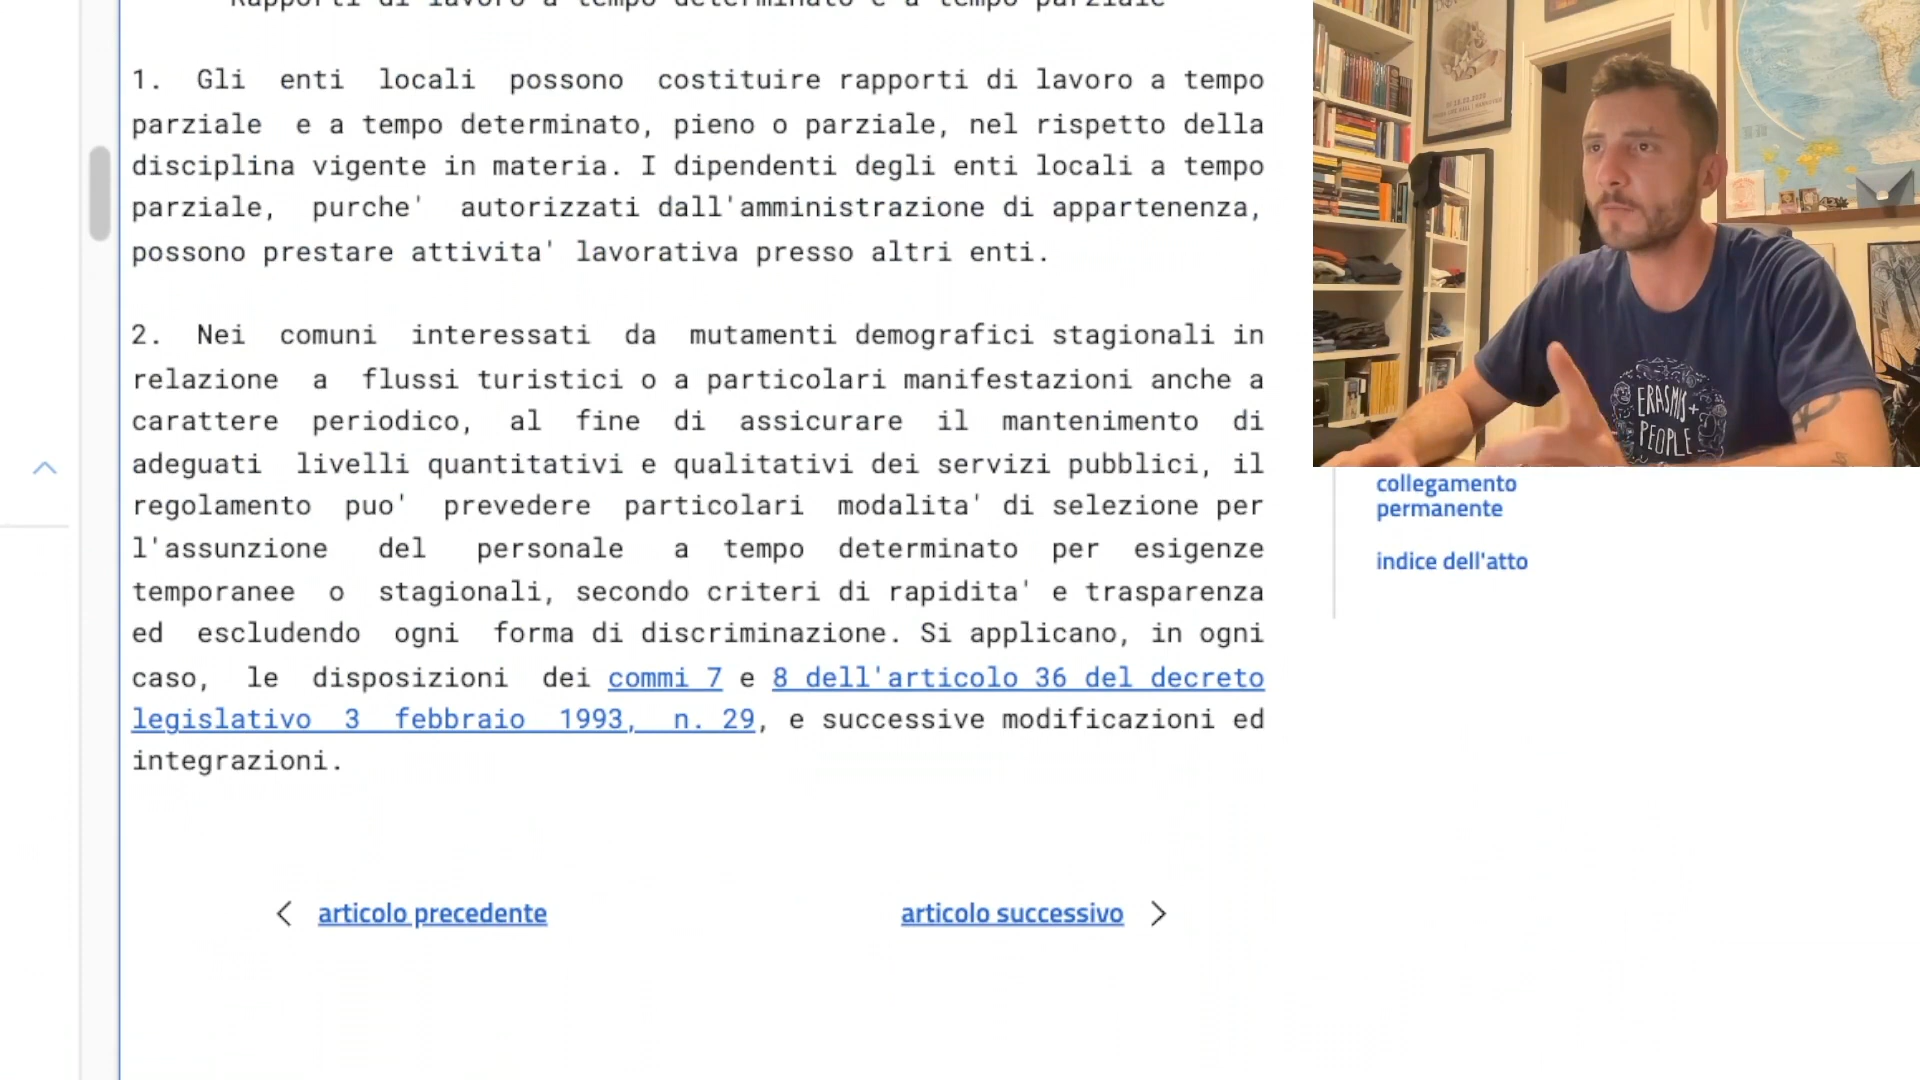 Rapporti di lavoro a tempo determinato e a tempo parziale
1. Gli enti locali possono costituire rapporti di lavoro a tempo
parziale e a tempo determinato, pieno o parziale, nel rispetto della
disciplina vigente in materia. I dipendenti degli enti locali a tempo
parziale, purche' autorizzati dall'amministrazione di appartenenza,
possono prestare attivita' lavorativa presso altri enti.
2. Nei comuni interessati da mutamenti demografici stagionali in
relazione a flussi turistici o a particolari manifestazioni anche a
carattere periodico, al fine di assicurare il mantenimento di
adeguati livelli quantitativi e qualitativi dei servizi pubblici, il
regolamento puo' prevedere particolari modalita' di selezione per
l'assunzione del personale a tempo determinato per esigenze
temporanee o stagionali, secondo criteri di rapidita' e trasparenza
ed escludendo ogni forma di discriminazione. Si applicano, in ogni
caso, le disposizioni dei commi 7 e 8 dell'articolo 36 del decreto
legislativo 3 febbraio 1993, n. 29, e successive modificazioni ed
integrazioni.
articolo precedente
articolo successivo
ERASMUS+
PEOPLE
collegamento
permanente
indice dell'atto